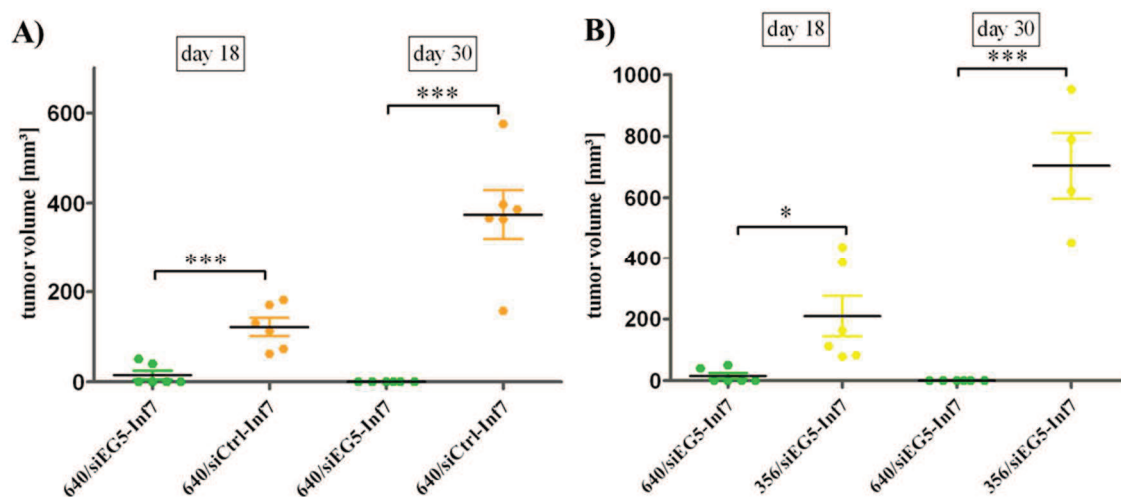 A)
day 18
day 30
tumor volume [mm³]
600
400
200
0
***
***
640/siEG5-Inf7
640/siCtrl-Inf7
640/siEG5-Inf7
640/siCtrl-Inf7
B)
day 18
day 30
tumor volume [mm³]
1000
800
600
400
200
0
*
***
640/siEG5-Inf7
356/siEG5-Inf7
640/siEG5-Inf7
356/siEG5-Inf7